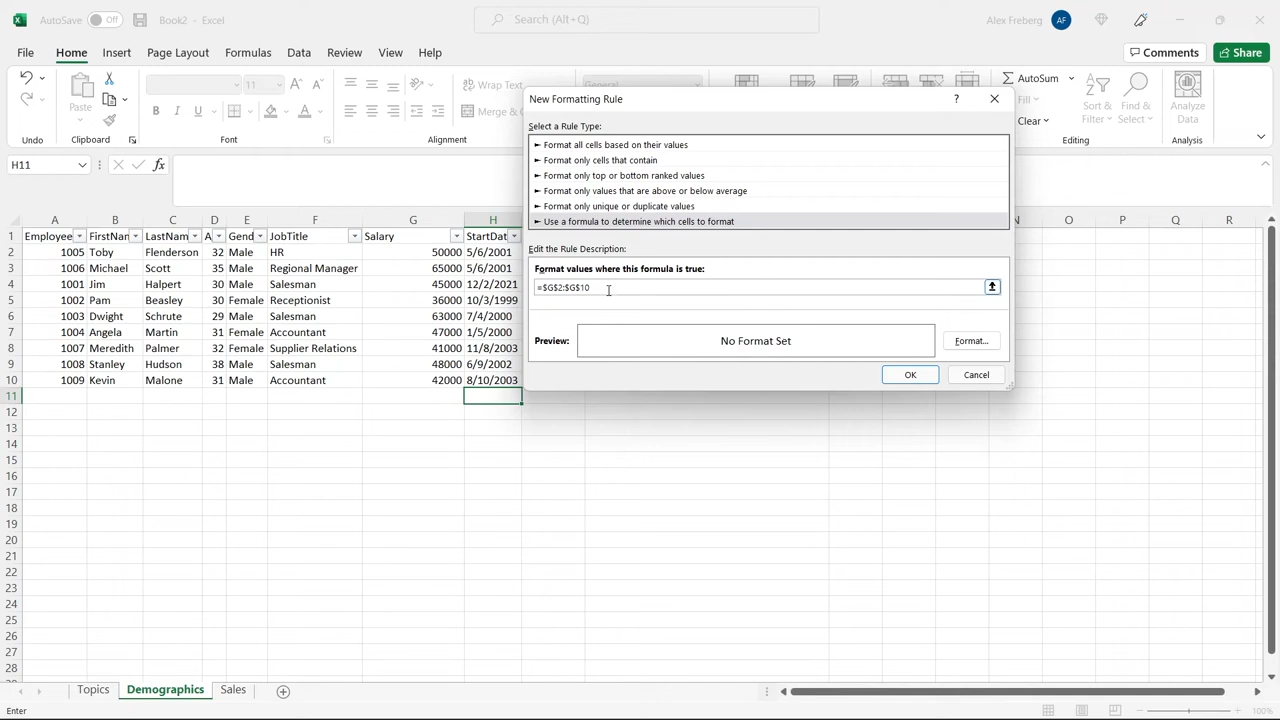 AutoSave Off Book2 - Excel Search (Alt+Q) Alex Freberg AF
File Home Insert Page Layout Formulas Data Review View Help Comments Share
Paste 11 Wrap Text General AutoSum
Merge & Fill Sort & Find & Analyze
Clear Filter Select Data
Undo Clipboard Font Alignment Editing
New Formatting Rule
Select a Rule Type:
► Format all cells based on their values
► Format only cells that contain
► Format only top or bottom ranked values
► Format only values that are above or below average
► Format only unique or duplicate values
► Use a formula to determine which cells to format
Edit the Rule Description:
Format values where this formula is true:
=$G$2:$G$10
Preview: No Format Set Format...
OK Cancel
H11 fx
A B C D E F G H N O P Q R
1 Employee FirstNan LastNam A Gend JobTitle Salary StartDat
2 1005 Toby Flenderson 32 Male HR 50000 5/6/2001
3 1006 Michael Scott 35 Male Regional Manager 65000 5/6/2001
4 1001 Jim Halpert 30 Male Salesman 45000 12/2/2021
5 1002 Pam Beasley 30 Female Receptionist 36000 10/3/1999
6 1003 Dwight Schrute 29 Male Salesman 63000 7/4/2000
7 1004 Angela Martin 31 Female Accountant 47000 1/5/2000
8 1007 Meredith Palmer 32 Female Supplier Relations 41000 11/8/2003
9 1008 Stanley Hudson 38 Male Salesman 48000 6/9/2002
10 1009 Kevin Malone 31 Male Accountant 42000 8/10/2003
11
12
13
14
15
16
17
18
19
20
21
22
23
24
25
26
27
28
Topics Demographics Sales
Enter 100%